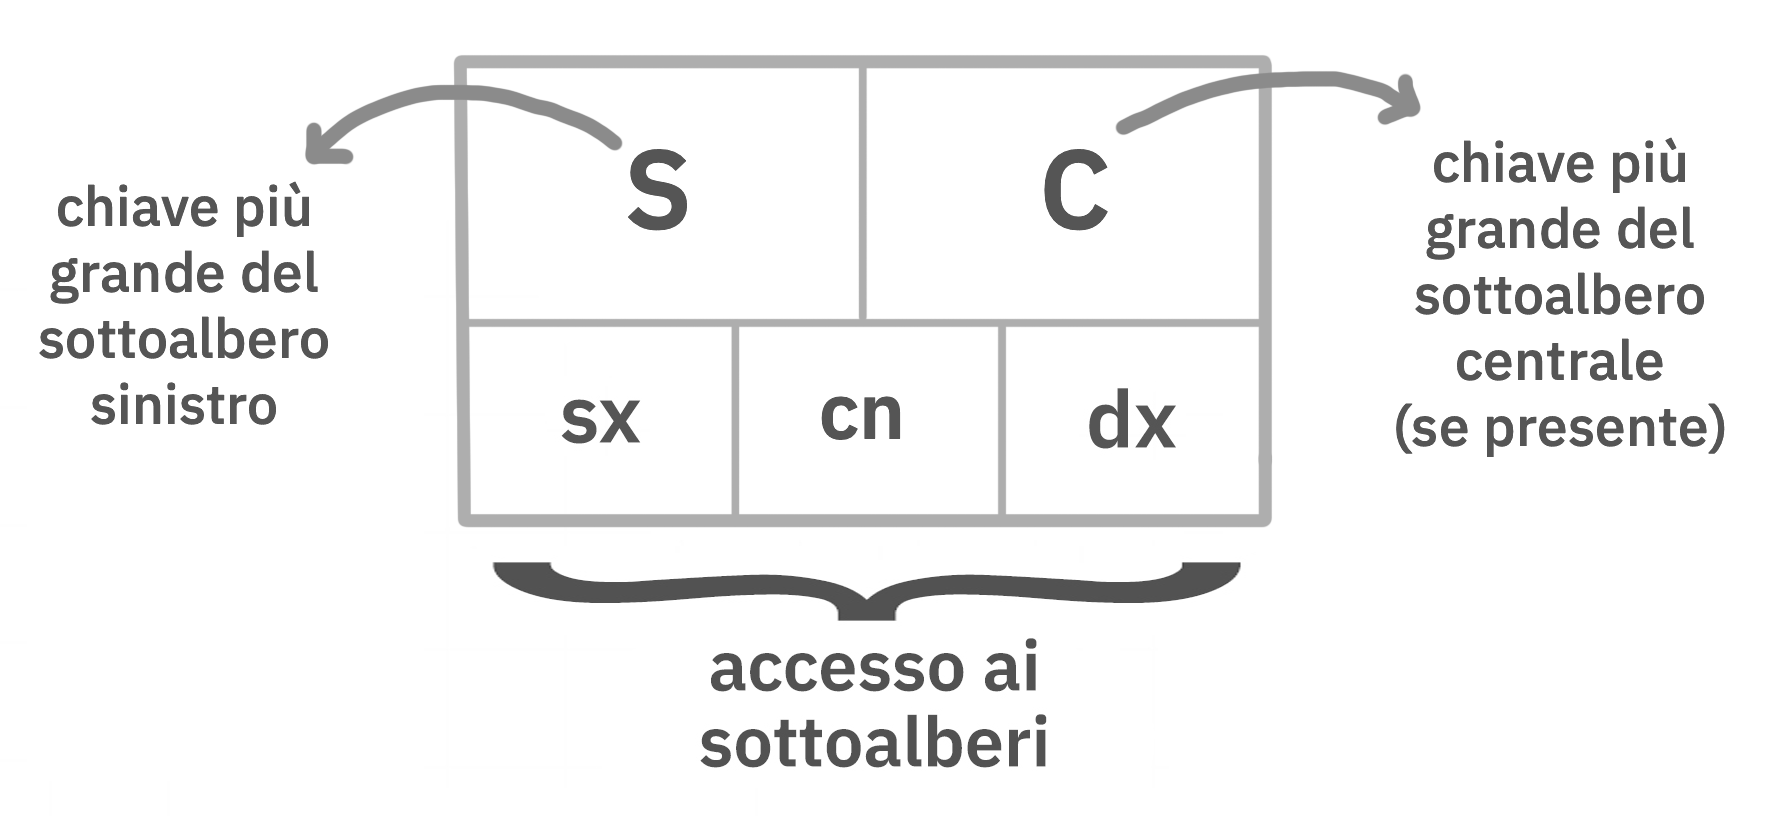 S
C
chiave più
grande del
sottoalbero
sinistro
chiave più
grande del
sottoalbero
centrale
(se presente)
sx
cn
dx
accesso ai
sottoalberi